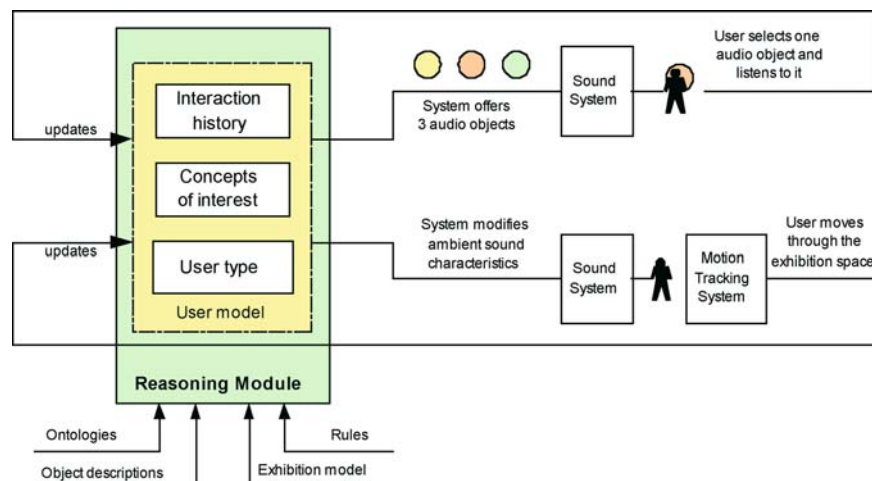 updates
Interaction
history
Concepts
of interest
User type
User model
updates
Reasoning Module
System offers
3 audio objects
Sound
System
User selects one
audio object and
listens to it
System modifies
ambient sound
characteristics
Sound
System
Motion
Tracking
System
User moves
through the
exhibition space
Ontologies
Rules
Object descriptions
Exhibition model